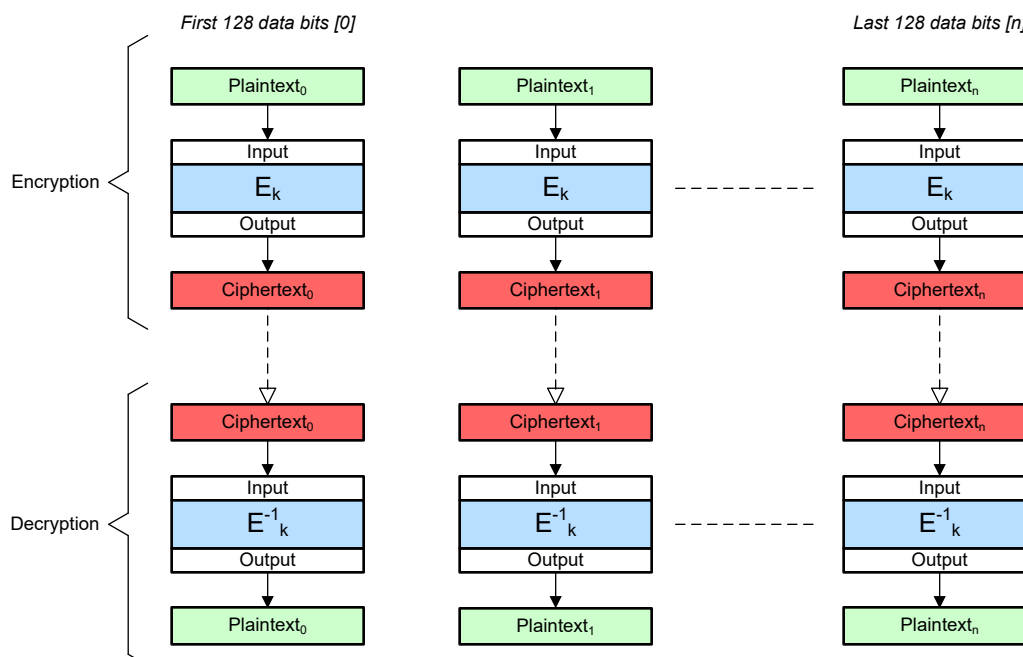 First 128 data bits [0]
Last 128 data bits [n]
Plaintext₀
Plaintext₁
Plaintextₙ
Input
Input
Input
Encryption
Eₖ
Eₖ
Eₖ
Output
Output
Output
Ciphertext₀
Ciphertext₁
Ciphertextₙ
Ciphertext₀
Ciphertext₁
Ciphertextₙ
Input
Input
Input
Decryption
E⁻¹ₖ
E⁻¹ₖ
E⁻¹ₖ
Output
Output
Output
Plaintext₀
Plaintext₁
Plaintextₙ